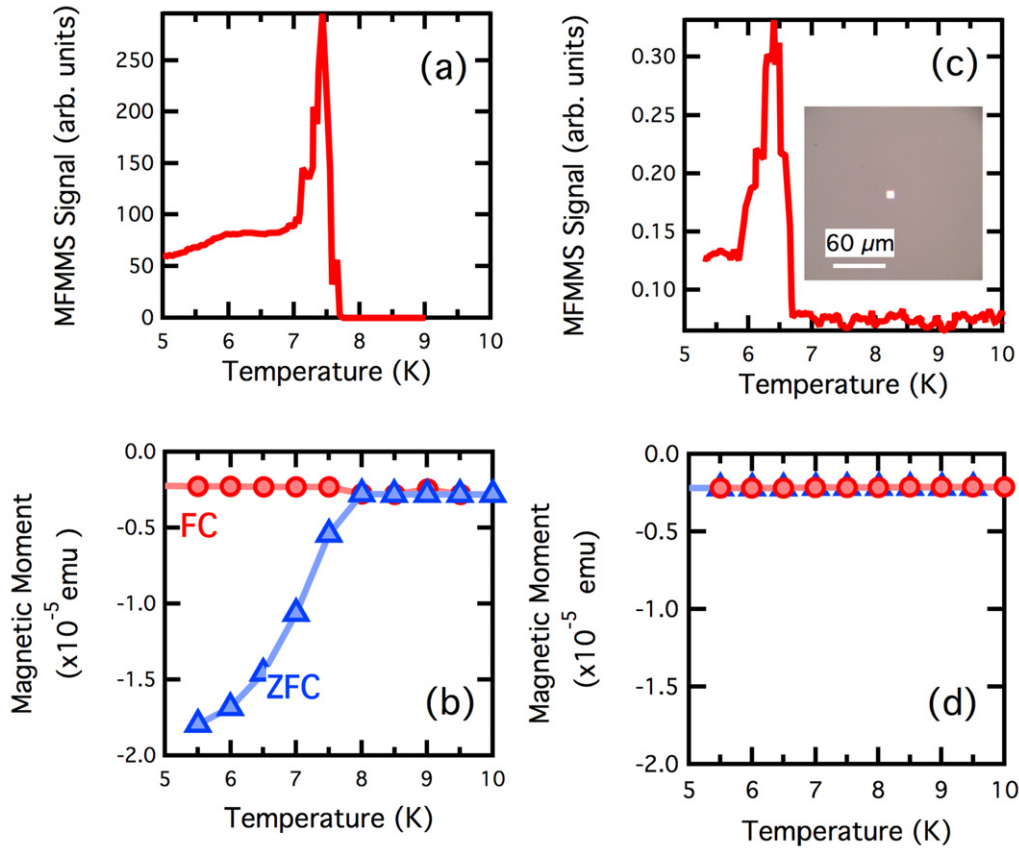 MFMMS Signal (arb. units)
250
200
150
100
50
0
(a)
5 6 7 8 9 10
Temperature (K)
MFMMS Signal (arb. units)
0.30
0.25
0.20
0.15
0.10
(c)
60 µm
5 6 7 8 9 10
Temperature (K)
Magnetic Moment
(x10-5 emu )
0.0
-0.5
-1.0
-1.5
-2.0
FC
ZFC
(b)
5 6 7 8 9 10
Temperature (K)
Magnetic Moment
(x10-5 emu)
0.0
-0.5
-1.0
-1.5
-2.0
(d)
5 6 7 8 9 10
Temperature (K)